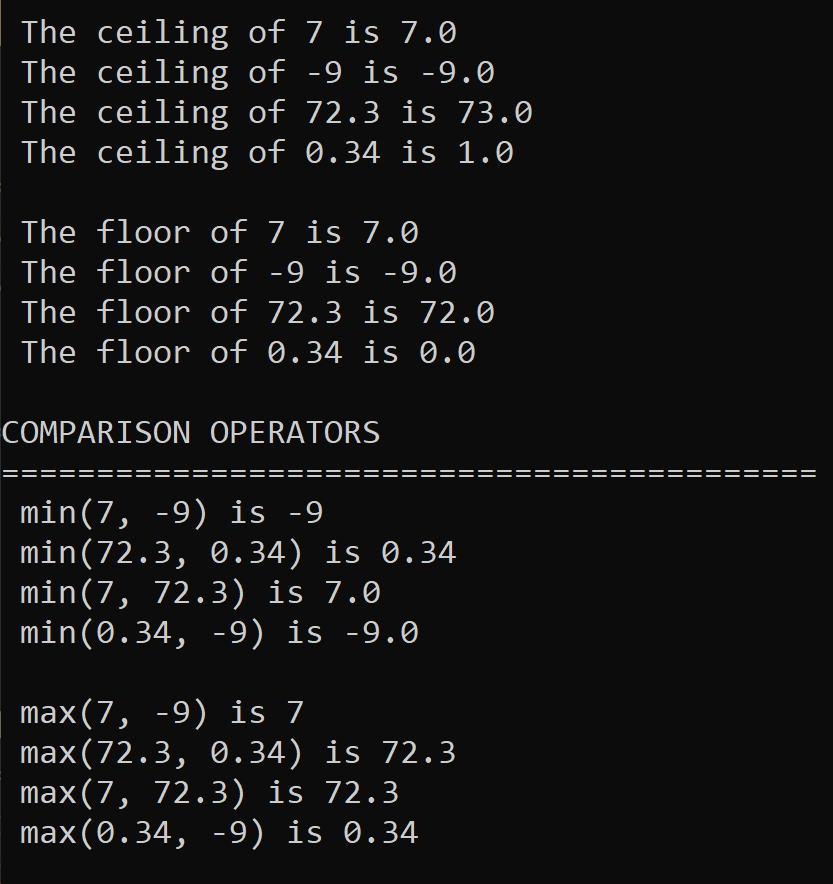 The ceiling of 7 is 7.0
The ceiling of -9 is -9.0
The ceiling of 72.3 is 73.0
The ceiling of 0.34 is 1.0
The floor of 7 is 7.0
The floor of -9 is -9.0
The floor of 72.3 is 72.0
The floor of 0.34 is 0.0
COMPARISON OPERATORS
===========================================
min(7, -9) is -9
min(72.3, 0.34) is 0.34
min(7, 72.3) is 7.0
min(0.34, -9) is -9.0
max(7, -9) is 7
max(72.3, 0.34) is 72.3
max(7, 72.3) is 72.3
max(0.34, -9) is 0.34